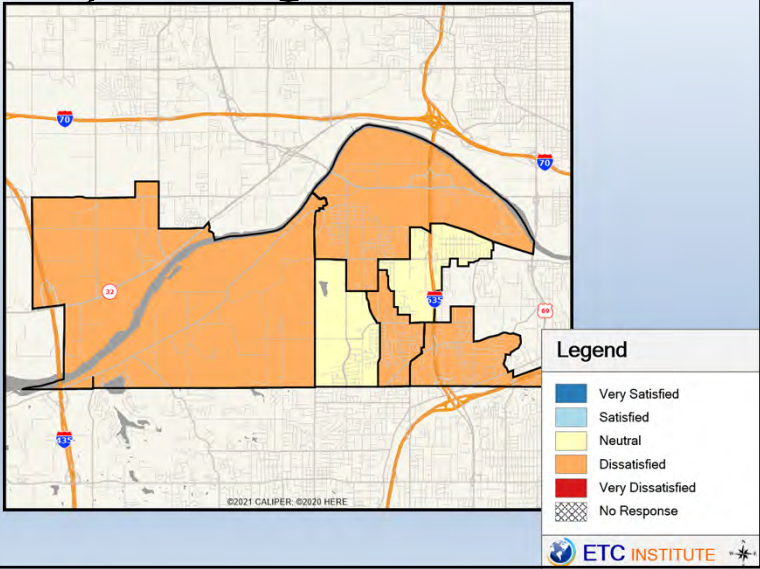 70
70
32
635
69
435
©2021 CALIPER; ©2020 HERE
Legend
Very Satisfied
Satisfied
Neutral
Dissatisfied
Very Dissatisfied
No Response
ETC INSTITUTE